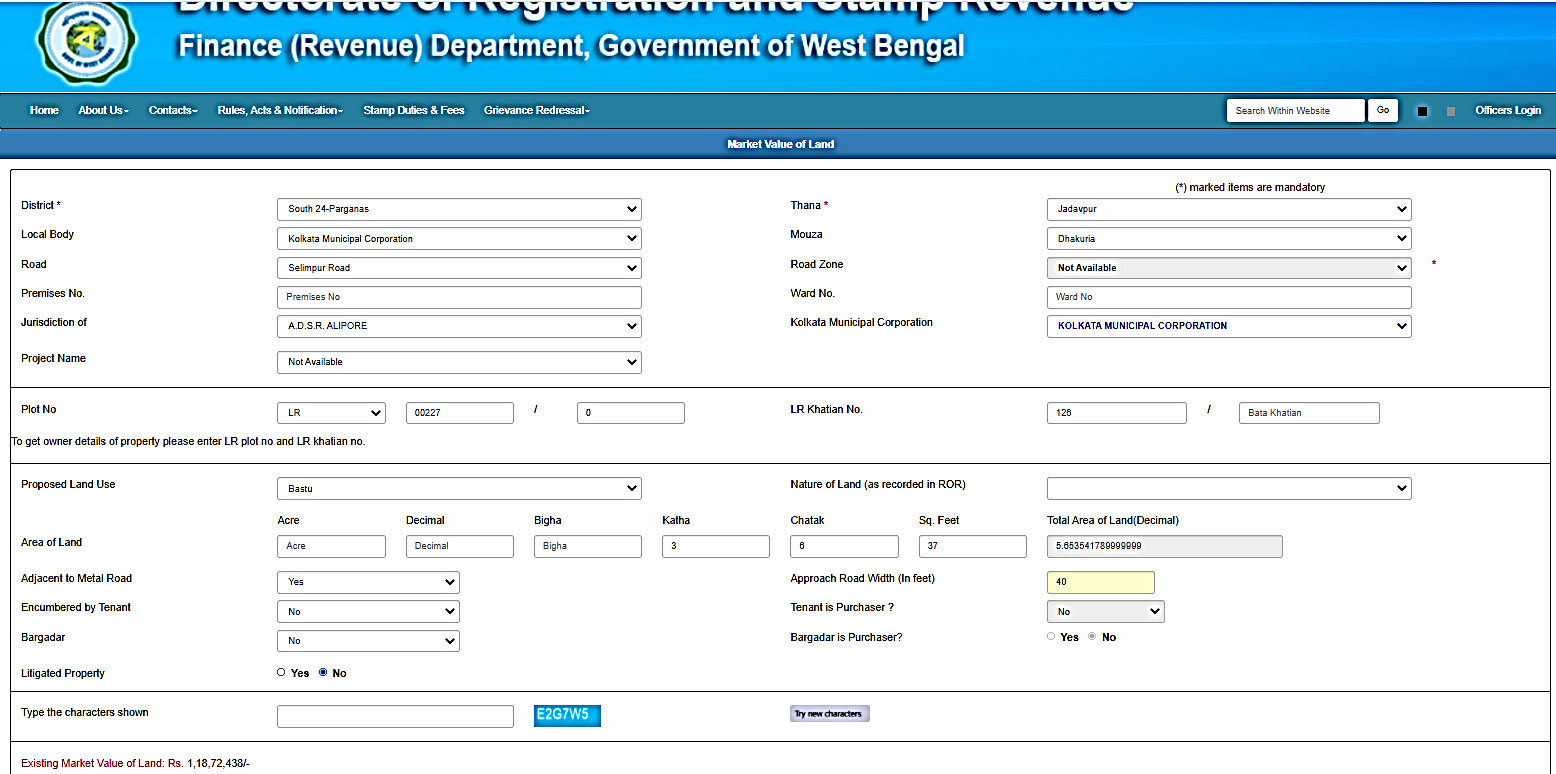 Directorate of Registration and Stamp Revenue
Finance (Revenue) Department, Government of West Bengal
Home About Us Contacts Rules, Acts & Notification Stamp Duties & Fees Grievance Redressal Search Within Website Go Officers Login
Market Value of Land
(*) marked items are mandatory
District * South 24-Parganas Thana * Jadavpur
Local Body Kolkata Municipal Corporation Mouza Dhakuria
Road Selimpur Road Road Zone Not Available *
Premises No. Premises No Ward No. Ward No
Jurisdiction of A.D.S.R. ALIPORE Kolkata Municipal Corporation KOLKATA MUNICIPAL CORPORATION
Project Name Not Available
Plot No LR 00227 / 0 LR Khatian No. 126 / Bata Khatian
To get owner details of property please enter LR plot no and LR khatian no.
Proposed Land Use Bastu Nature of Land (as recorded in ROR)
Acre Decimal Bigha Katha Chatak Sq. Feet Total Area of Land(Decimal)
Area of Land Acre Decimal Bigha 3 6 37 5.653541789999999
Adjacent to Metal Road Yes Approach Road Width (In feet) 40
Encumbered by Tenant No Tenant is Purchaser ? No
Bargadar No Bargadar is Purchaser? Yes No
Litigated Property Yes No
Type the characters shown E2G7W5 Try new characters
Existing Market Value of Land: Rs. 1,18,72,438/-